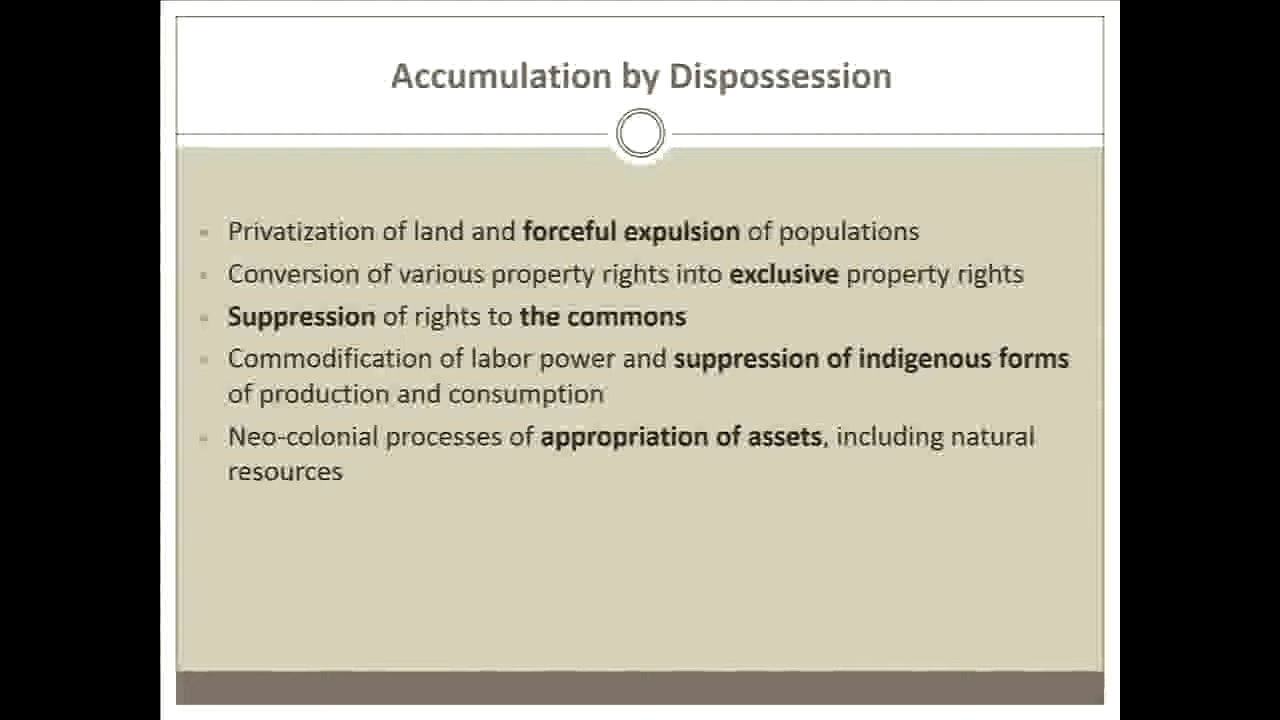 Accumulation by Dispossession
Privatization of land and forceful expulsion of populations
Conversion of various property rights into exclusive property rights
Suppression of rights to the commons
Commodification of labor power and suppression of indigenous forms
of production and consumption
Neo-colonial processes of appropriation of assets, including natural
resources